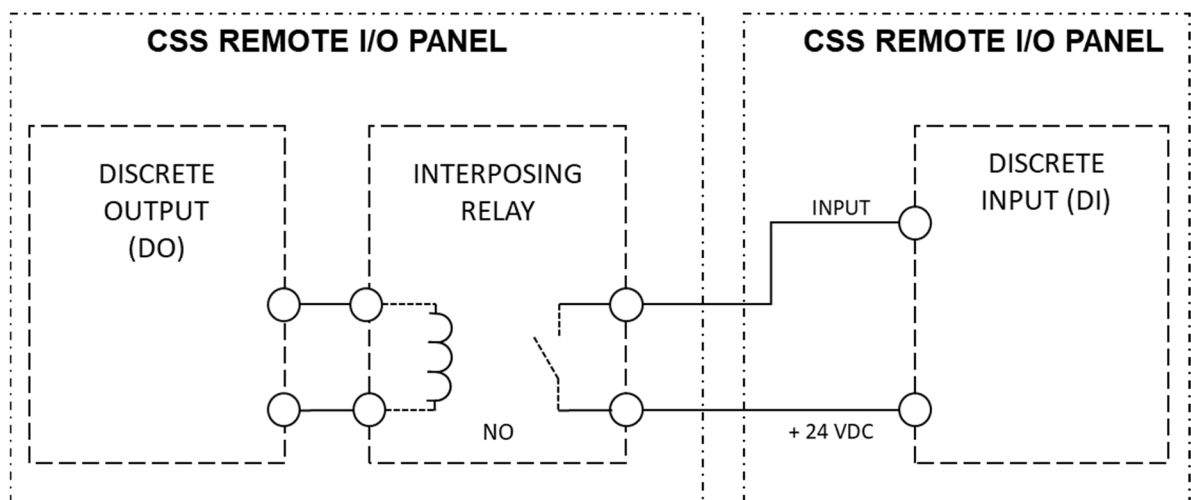 CSS REMOTE I/O PANEL
CSS REMOTE I/O PANEL
DISCRETE
OUTPUT
(DO)
INTERPOSING
RELAY
DISCRETE
INPUT (DI)
INPUT
NO
+ 24 VDC